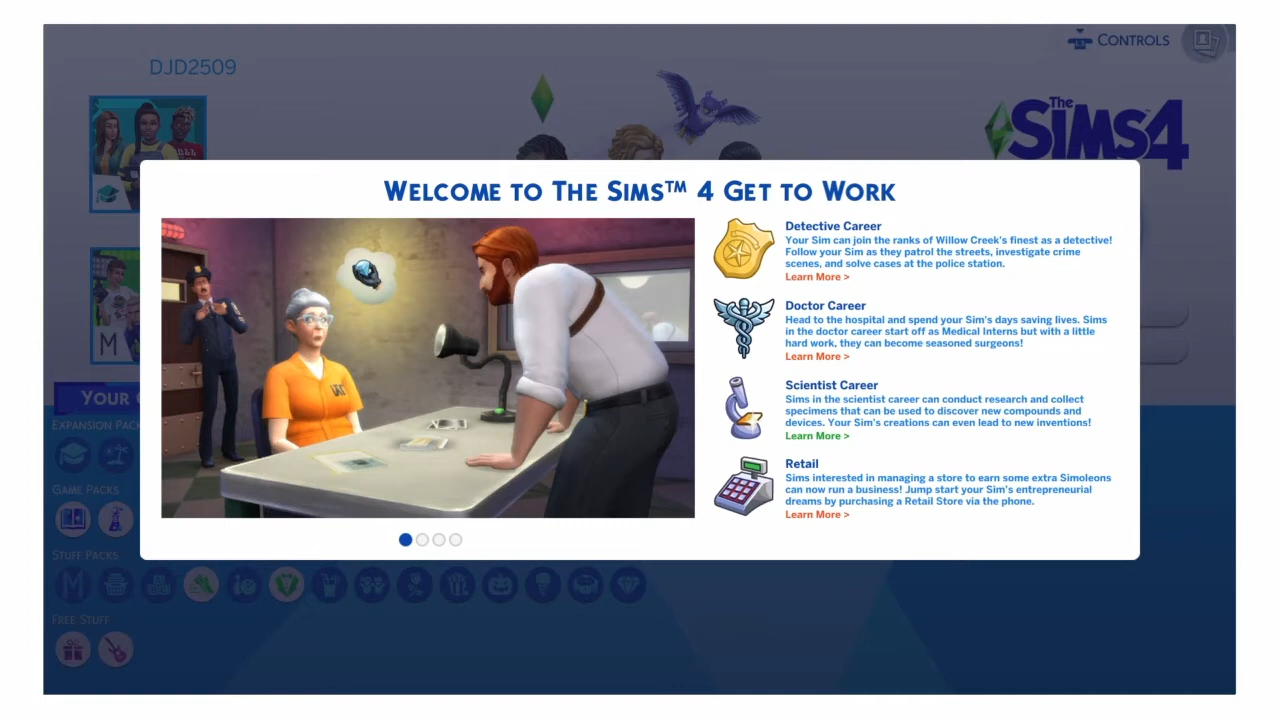 CONTROLS
DJD2509
The
SIMS4
WELCOME TO THE SIMS™ 4 GET TO WORK
Detective Career
Your Sim can join the ranks of Willow Creek's finest as a detective!
Follow your Sim as they patrol the streets, investigate crime
scenes, and solve cases at the police station.
Learn More >
Doctor Career
Head to the hospital and spend your Sim's days saving lives. Sims
in the doctor career start off as Medical Interns but with a little
hard work, they can become seasoned surgeons!
Learn More >
Scientist Career
Sims in the scientist career can conduct research and collect
specimens that can be used to discover new compounds and
devices. Your Sim's creations can even lead to new inventions!
Learn More >
Retail
Sims interested in managing a store to earn some extra Simoleons
can now run a business! Jump start your Sim's entrepreneurial
dreams by purchasing a Retail Store via the phone.
Learn More >
M
YOUR
EXPANSION
GAME PACKS
STUFF PACKS
M
FREE STUFF